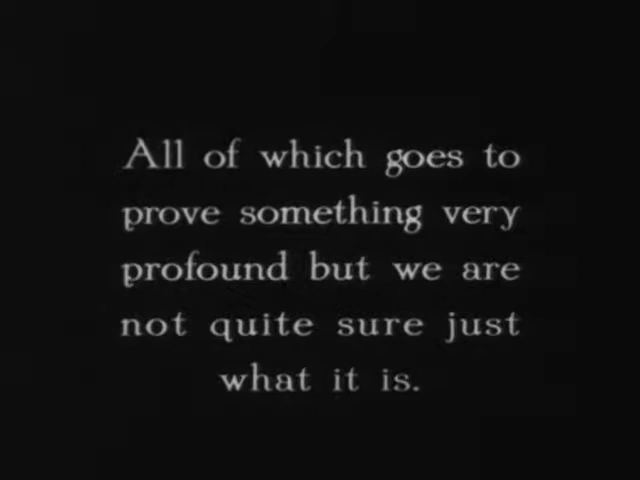 All of which goes to
prove something very
profound but we are
not quite sure just
what it is.